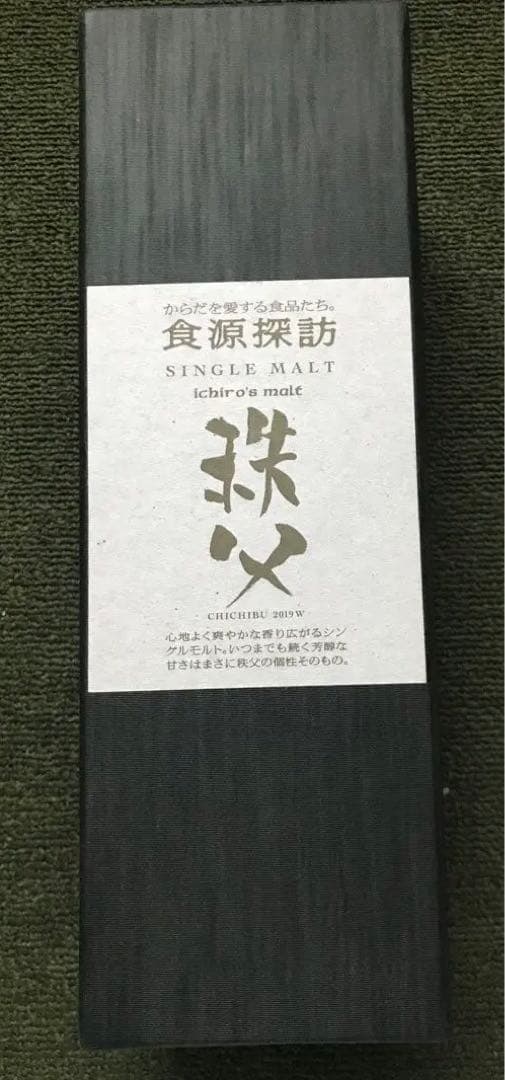 からだを愛する食品たち。
食源探訪
SINGLE MALT
ichiro's malt
秩
父
CHICHIBU 2019W
心地よく爽やかな香り広がるシン
グルモルト。いつまでも続く芳醇な
甘さはまさに秩父の個性そのもの。